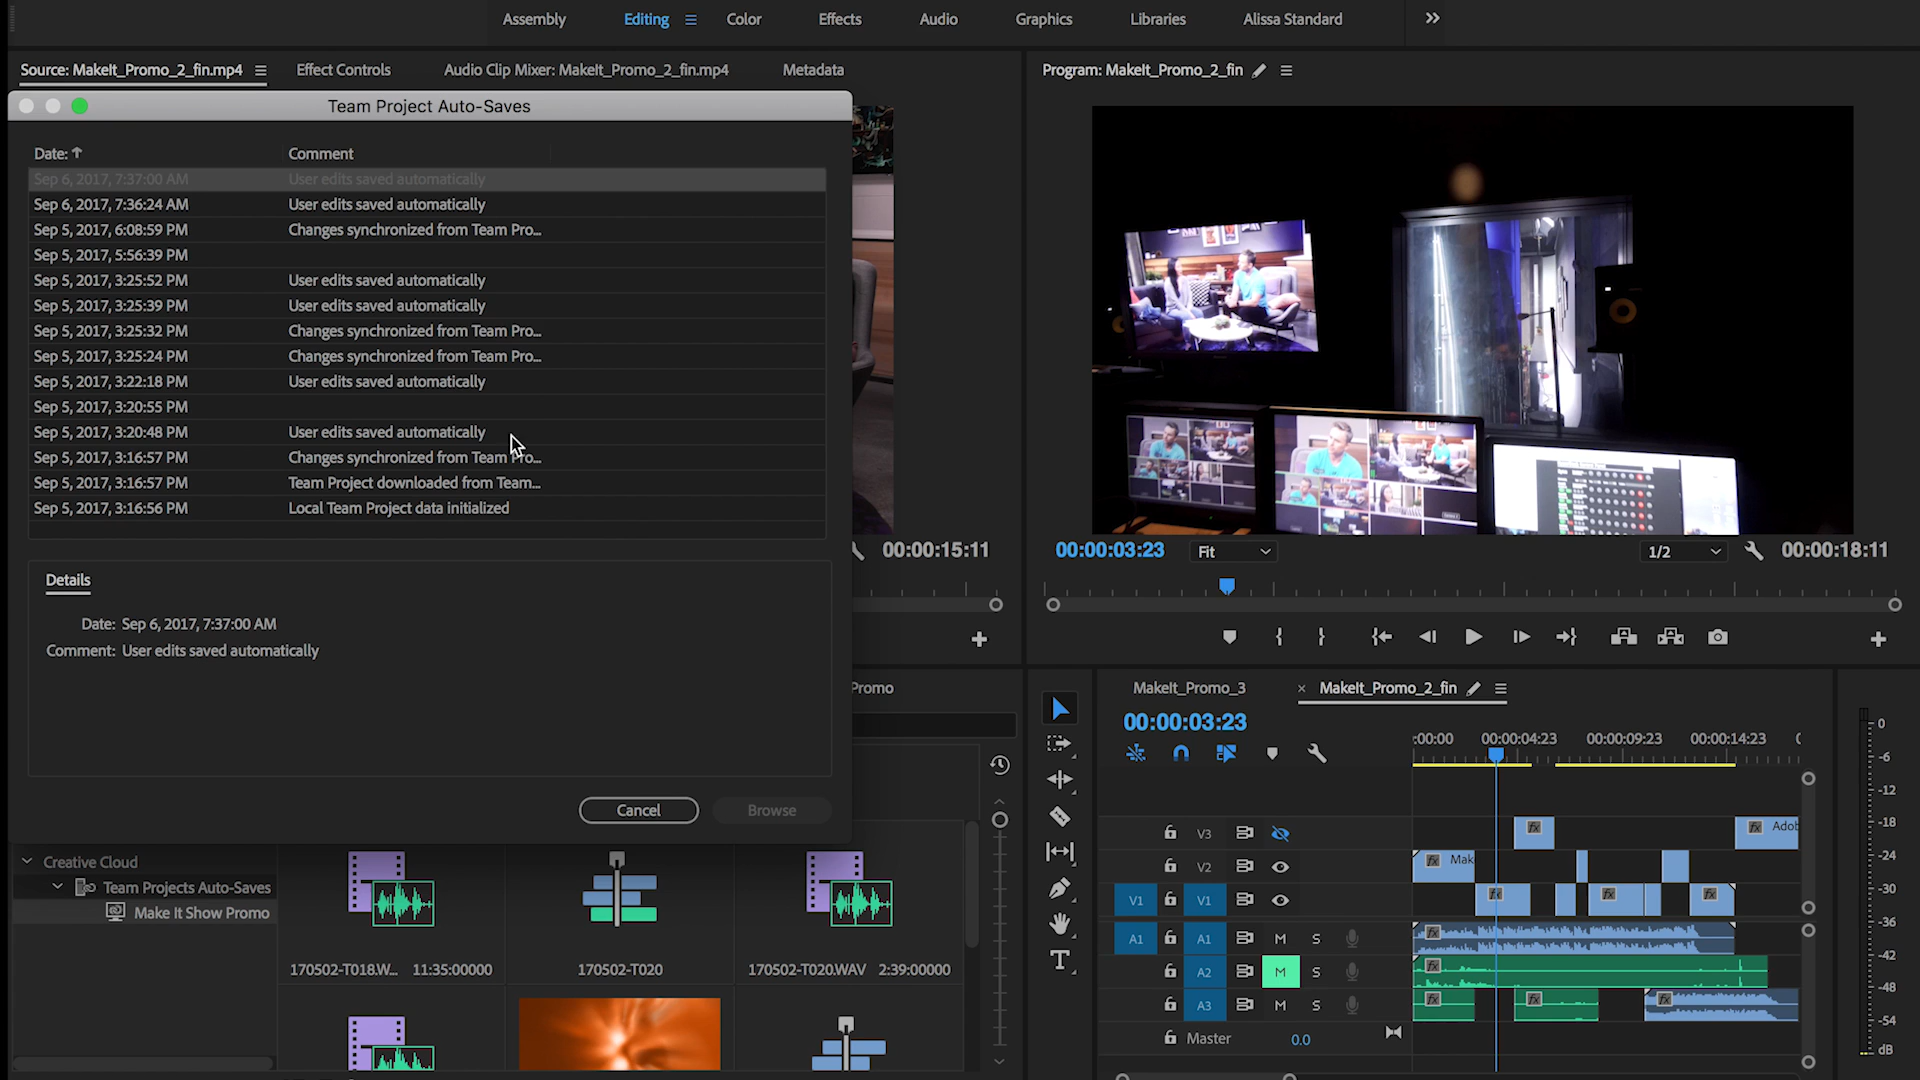 Assembly
Editing
Color
Effects
Audio
Graphics
Libraries
Alissa Standard
Source: MakeIt_Promo_2_fin.mp4
Effect Controls
Audio Clip Mixer: MakeIt_Promo_2_fin.mp4
Metadata
Program: MakeIt_Promo_2_fin
Team Project Auto-Saves
Date:
Comment
Sep 6, 2017, 7:37:00 AM User edits saved automatically
Sep 6, 2017, 7:36:24 AM User edits saved automatically
Sep 5, 2017, 6:08:59 PM Changes synchronized from Team Pro...
Sep 5, 2017, 5:56:39 PM
Sep 5, 2017, 3:25:52 PM User edits saved automatically
Sep 5, 2017, 3:25:39 PM User edits saved automatically
Sep 5, 2017, 3:25:32 PM Changes synchronized from Team Pro...
Sep 5, 2017, 3:25:24 PM Changes synchronized from Team Pro...
Sep 5, 2017, 3:22:18 PM User edits saved automatically
Sep 5, 2017, 3:20:55 PM
Sep 5, 2017, 3:20:48 PM User edits saved automatically
Sep 5, 2017, 3:16:57 PM Changes synchronized from Team Pro...
Sep 5, 2017, 3:16:57 PM Team Project downloaded from Team...
Sep 5, 2017, 3:16:56 PM Local Team Project data initialized
Details
Date: Sep 6, 2017, 7:37:00 AM
Comment: User edits saved automatically
Cancel
Browse
00:00:15:11
00:00:03:23
Fit
1/2
00:00:18:11
Promo
Creative Cloud
Team Projects Auto-Saves
Make It Show Promo
170502-T018.W... 11:35:00000
170502-T020
170502-T020.WAV 2:39:00000
MakeIt_Promo_3
× MakeIt_Promo_2_fin
00:00:03:23
:00:00 00:00:04:23 00:00:09:23 00:00:14:23
V3
fx
fx Adob
V2
fx Mak
V1 V1
fx fx fx
A1 A1 M S
fx
A2 M S
fx
A3 M S
fx fx fx
Master 0.0
0
-6
-12
-18
-24
-30
-36
-42
-48
-54
dB